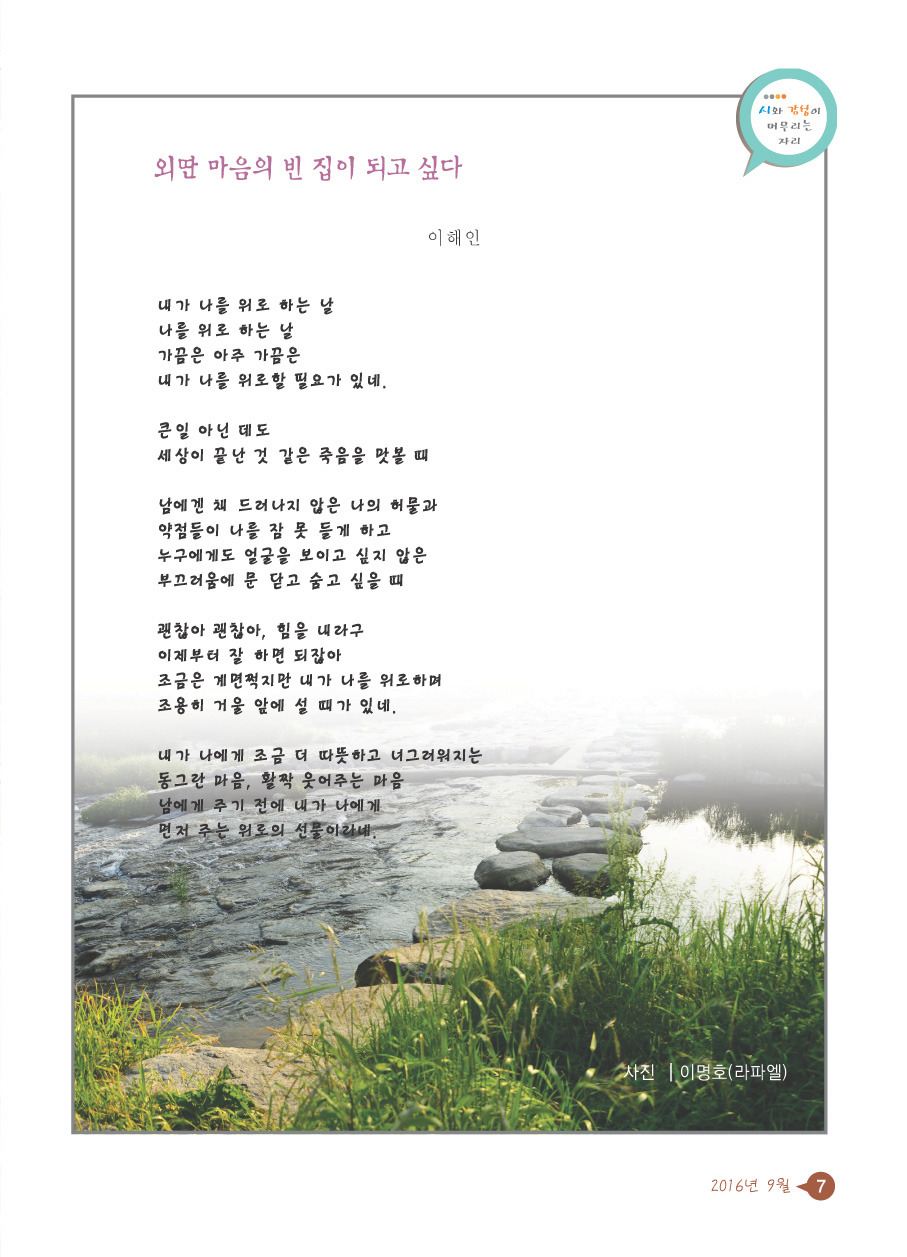 시와 감성이
머무리는
자리
외딴 마음의 빈 집이 되고 싶다
이해인
내가 나를 위로 하는 날
나를 위로 하는 날
가끔은 아주 가끔은
내가 나를 위로할 필요가 있네.
큰일 아닌 데도
세상이 끝난 것 같은 죽음을 맛볼 때
남에겐 채 드러나지 않은 나의 허물과
약점들이 나를 잠 못 들게 하고
누구에게도 얼굴을 보이고 싶지 않은
부끄러움에 문 닫고 숨고 싶을 때
괜찮아 괜찮아, 힘을 내라구
이제부터 잘 하면 되잖아
조금은 계면쩍지만 내가 나를 위로하며
조용히 거울 앞에 설 때가 있네.
내가 나에게 조금 더 따뜻하고 너그러워지는
동그란 마음, 활짝 웃어주는 마음
남에게 주기 전에 내가 나에게
먼저 주는 위로의 선물이라네.
사진 | 이명호(라파엘)
2016년 9월 7